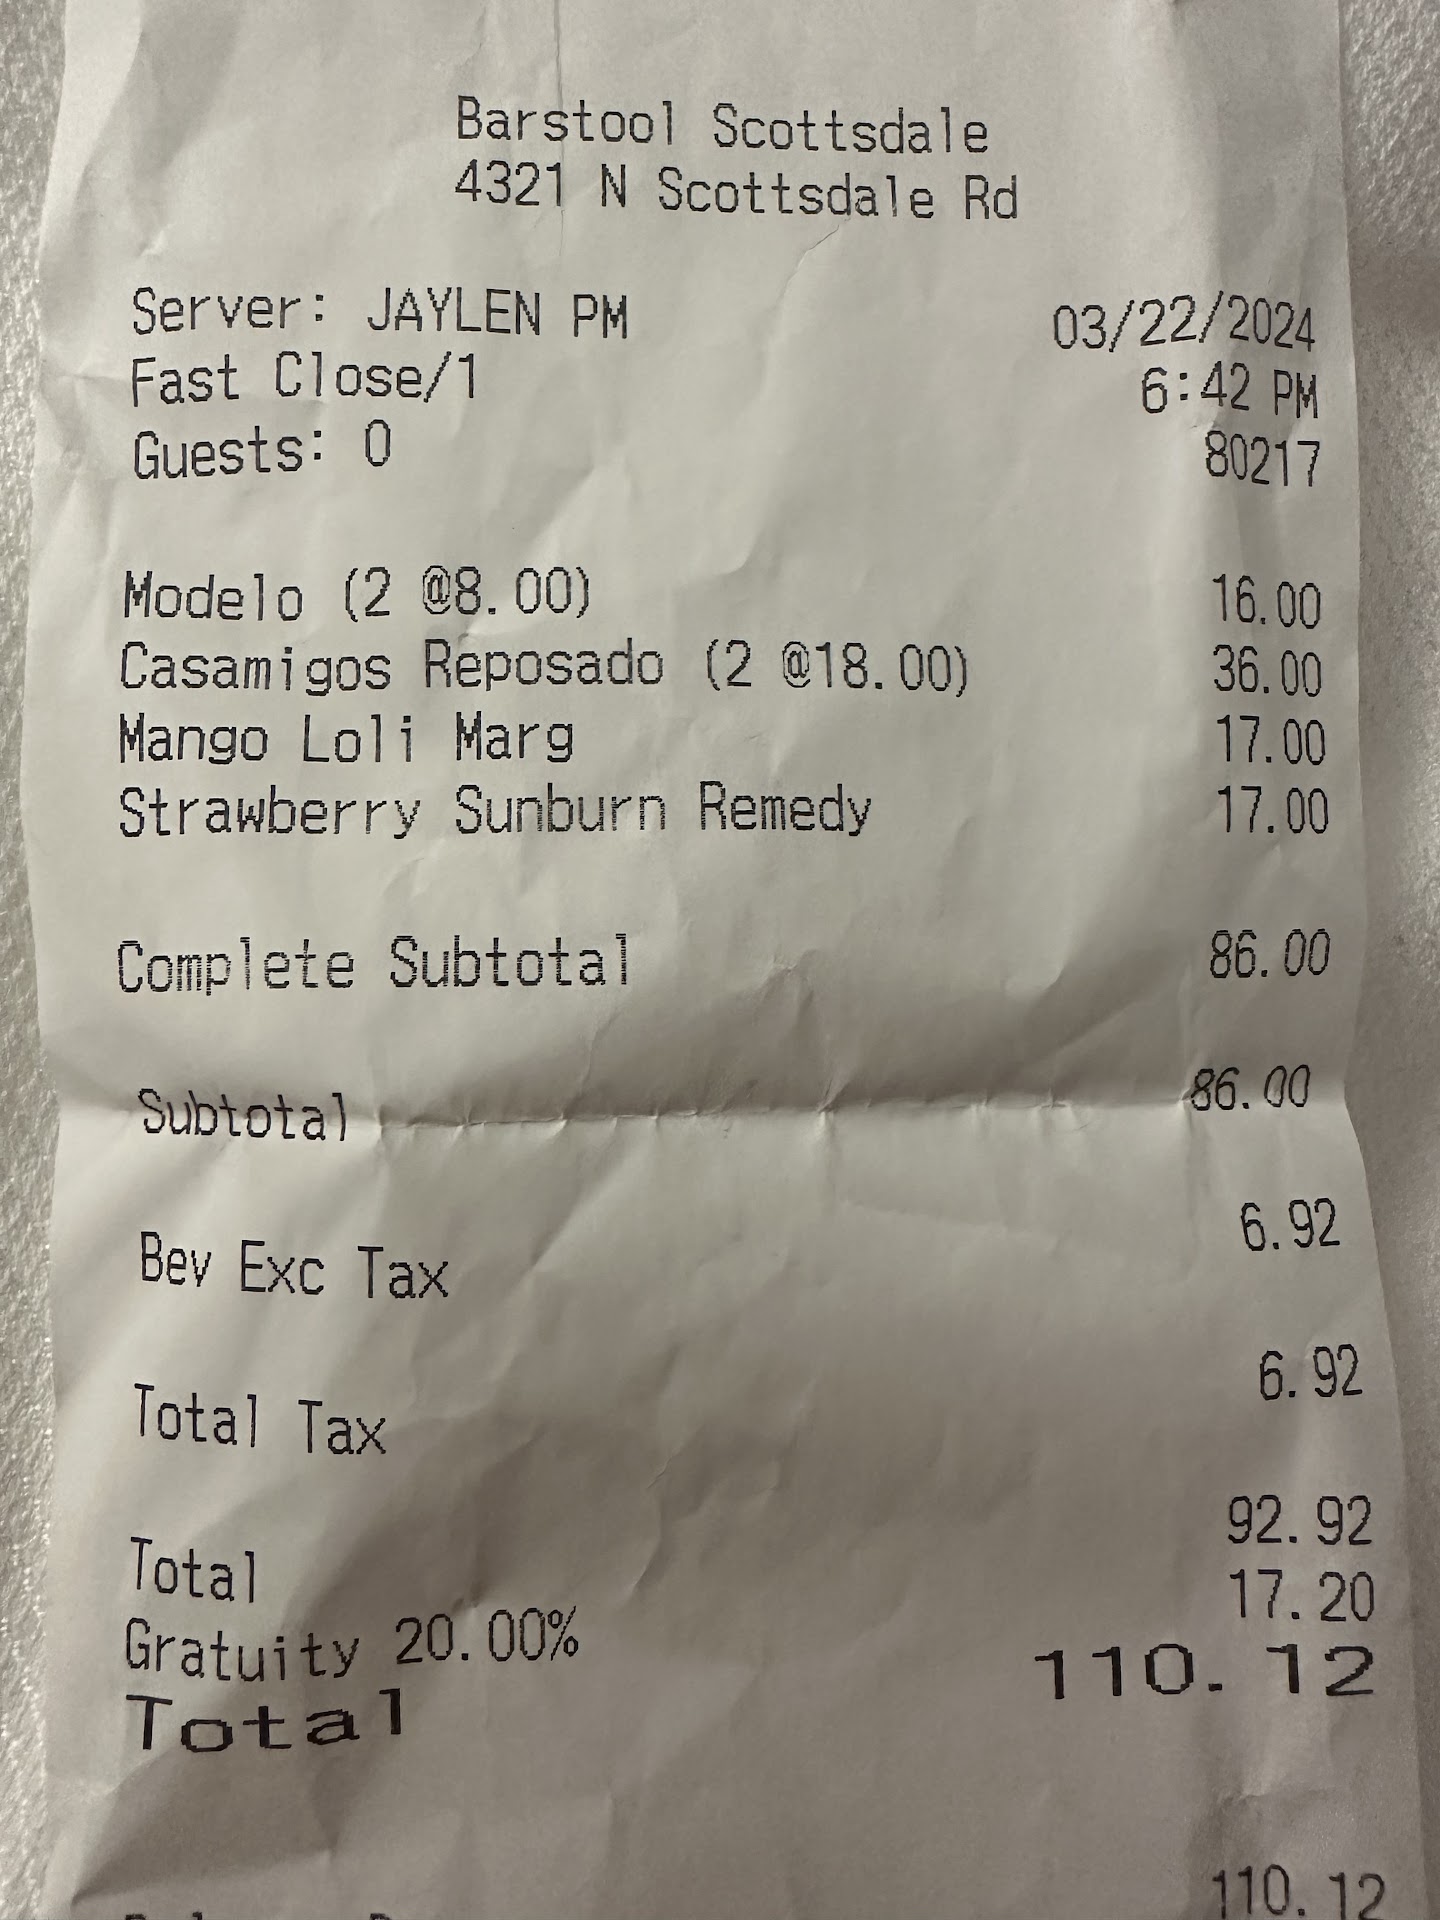 Barstool Scottsdale
4321 N Scottsdale Rd
Server: JAYLEN PM 03/22/2024
Fast Close/1 6:42 PM
Guests: 0 80217
Modelo (2 @8.00) 16.00
Casamigos Reposado (2 @18.00) 36.00
Mango Loli Marg 17.00
Strawberry Sunburn Remedy 17.00
Complete Subtotal 86.00
Subtotal 86.00
Bev Exc Tax 6.92
Total Tax 6.92
Total 92.92
Gratuity 20.00% 17.20
Total 110.12
110.12